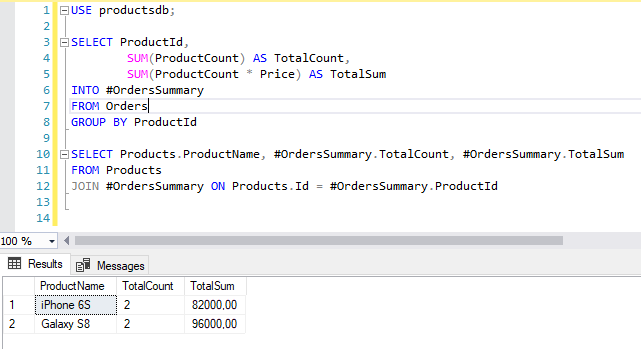 1 USE productsdb;
2
3 SELECT ProductId,
4 SUM(ProductCount) AS TotalCount,
5 SUM(ProductCount * Price) AS TotalSum
6 INTO #OrdersSummary
7 FROM Orders
8 GROUP BY ProductId
9
10 SELECT Products.ProductName, #OrdersSummary.TotalCount, #OrdersSummary.TotalSum
11 FROM Products
12 JOIN #OrdersSummary ON Products.Id = #OrdersSummary.ProductId
13
14
100 %
Results Messages
ProductName TotalCount TotalSum
1 iPhone 6S 2 82000,00
2 Galaxy S8 2 96000,00